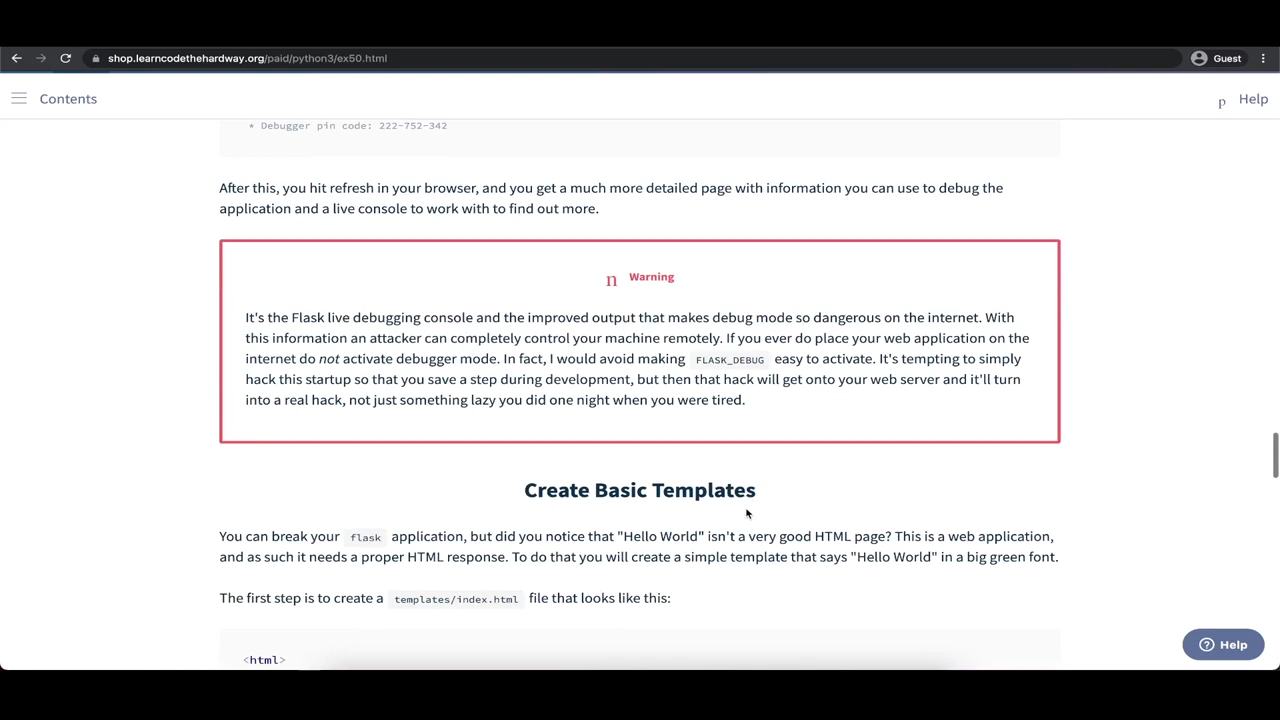 shop.learncodethehardway.org/paid/python3/ex50.html
Guest
Contents
p Help
* Debugger pin code: 222-752-342
After this, you hit refresh in your browser, and you get a much more detailed page with information you can use to debug the
application and a live console to work with to find out more.
n Warning
It's the Flask live debugging console and the improved output that makes debug mode so dangerous on the internet. With
this information an attacker can completely control your machine remotely. If you ever do place your web application on the
internet do not activate debugger mode. In fact, I would avoid making FLASK_DEBUG easy to activate. It's tempting to simply
hack this startup so that you save a step during development, but then that hack will get onto your web server and it'll turn
into a real hack, not just something lazy you did one night when you were tired.
Create Basic Templates
You can break your flask application, but did you notice that "Hello World" isn't a very good HTML page? This is a web application,
and as such it needs a proper HTML response. To do that you will create a simple template that says "Hello World" in a big green font.
The first step is to create a templates/index.html file that looks like this:
<html>
Help